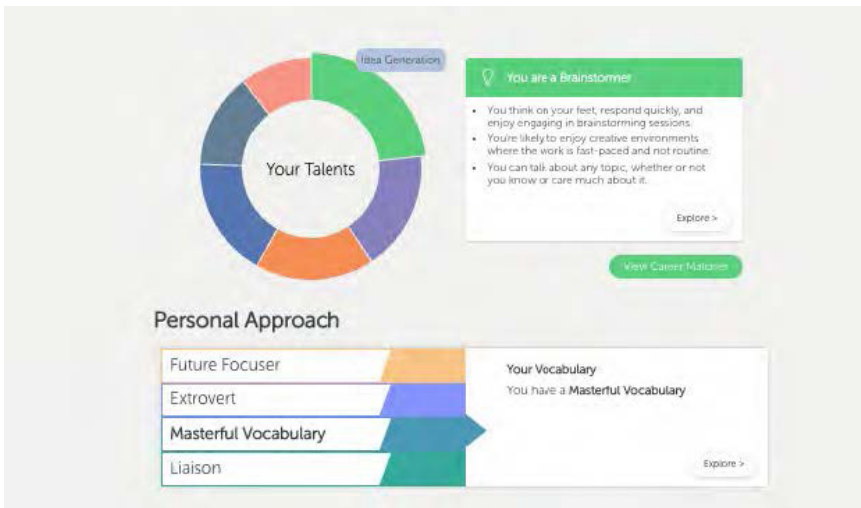 Idea Generation
You are a Brainstormer
• You think on your feet, respond quickly, and
enjoy engaging in brainstorming sessions.
• You're likely to enjoy creative environments
where the work is fast-paced and not routine.
• You can talk about any topic, whether or not
you know or care much about it.
Explore >
Your Talents
View Career Matches
Personal Approach
Future Focuser
Extrovert
Masterful Vocabulary
Liaison
Your Vocabulary
You have a Masterful Vocabulary
Explore >